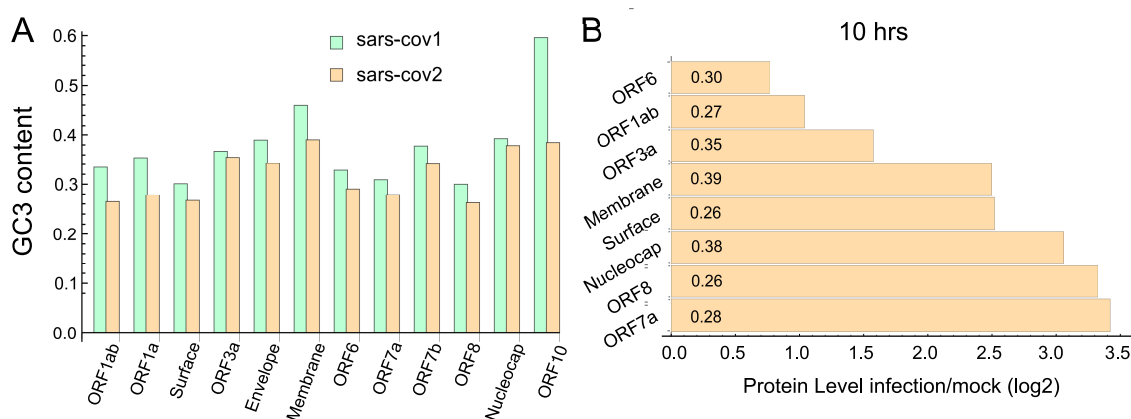 A
sars-cov1
sars-cov2
GC3 content
0.6
0.5
0.4
0.3
0.2
0.1
0.0
ORF1ab
ORF1a
Surface
ORF3a
Envelope
Membrane
ORF6
ORF7a
ORF7b
ORF8
Nucleocap
ORF10
B
10 hrs
ORF6 0.30
ORF1ab 0.27
ORF3a 0.35
Membrane 0.39
Surface 0.26
Nucleocap 0.38
ORF8 0.26
ORF7a 0.28
0.0 0.5 1.0 1.5 2.0 2.5 3.0 3.5
Protein Level infection/mock (log2)